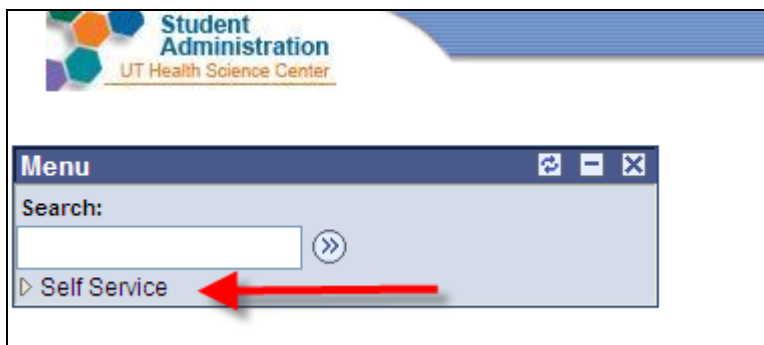 Student
Administration
UT Health Science Center
Menu
Search:
Self Service